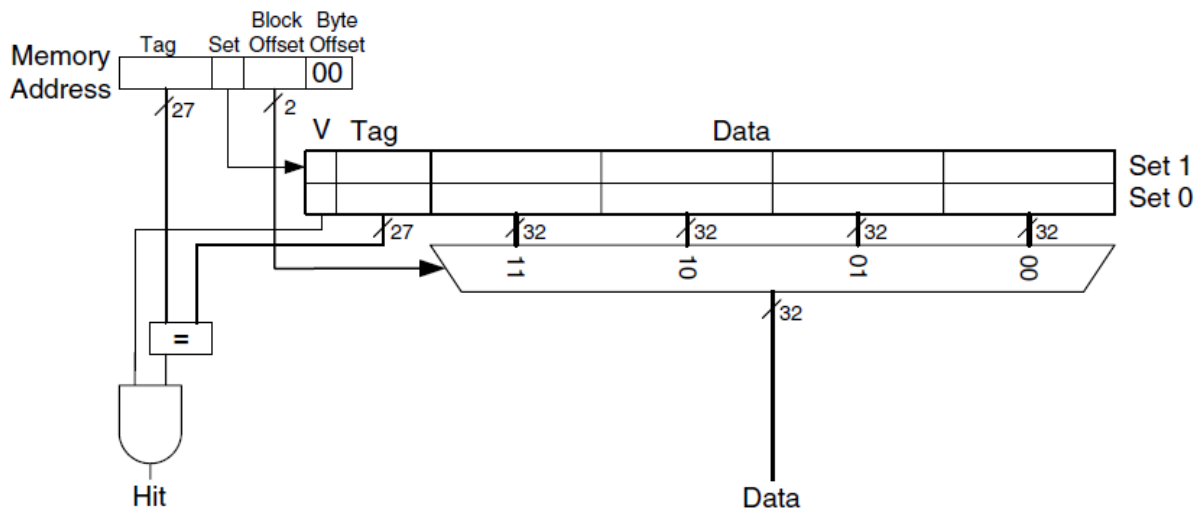 Block Byte
Tag Set Offset Offset
Memory Address 00
27 2
V Tag Data
Set 1
Set 0
27 32 32 32 32
11 10 01 00
32
=
Hit Data